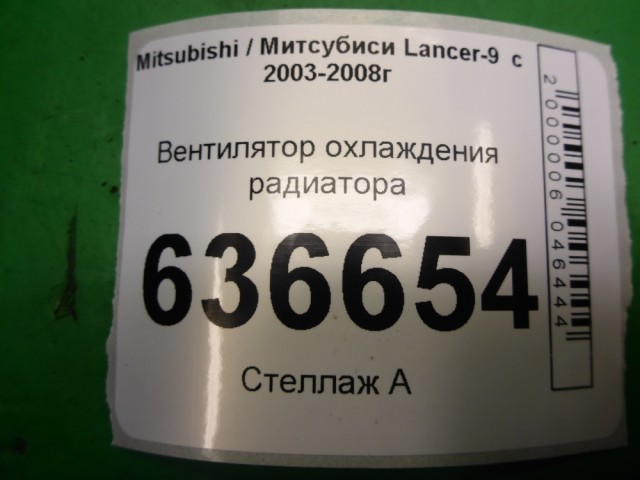 Mitsubishi / Митсубиси Lancer-9 с
2003-2008г
Вентилятор охлаждения
радиатора
636654
Стеллаж А
2000006046444